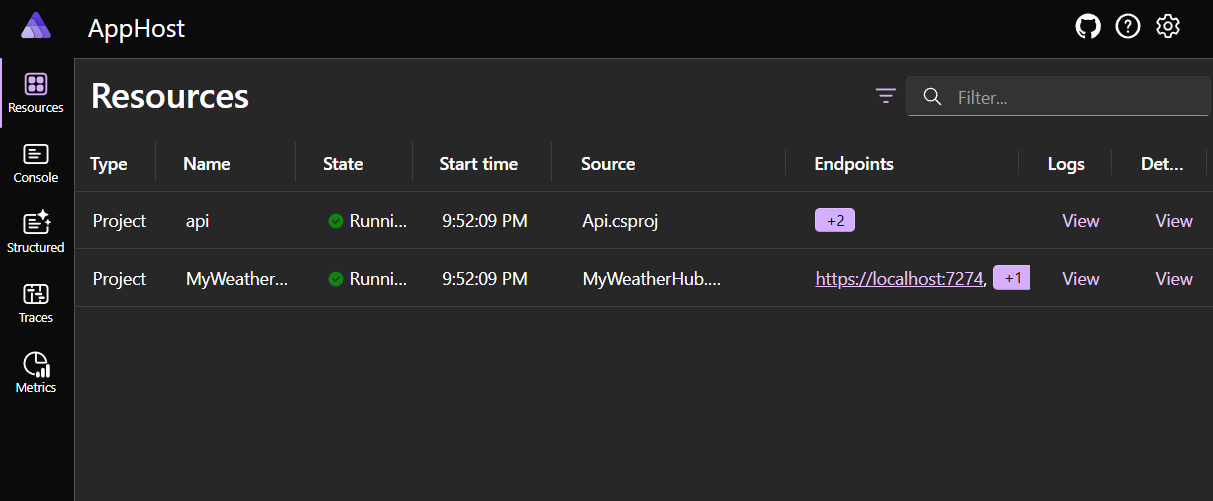 AppHost
Resources
Resources
Filter...
Console
Structured
Traces
Metrics
Type Name State Start time Source Endpoints Logs Det...
Project api Runni... 9:52:09 PM Api.csproj +2 View View
Project MyWeather... Runni... 9:52:09 PM MyWeatherHub.... https://localhost:7274, +1 View View